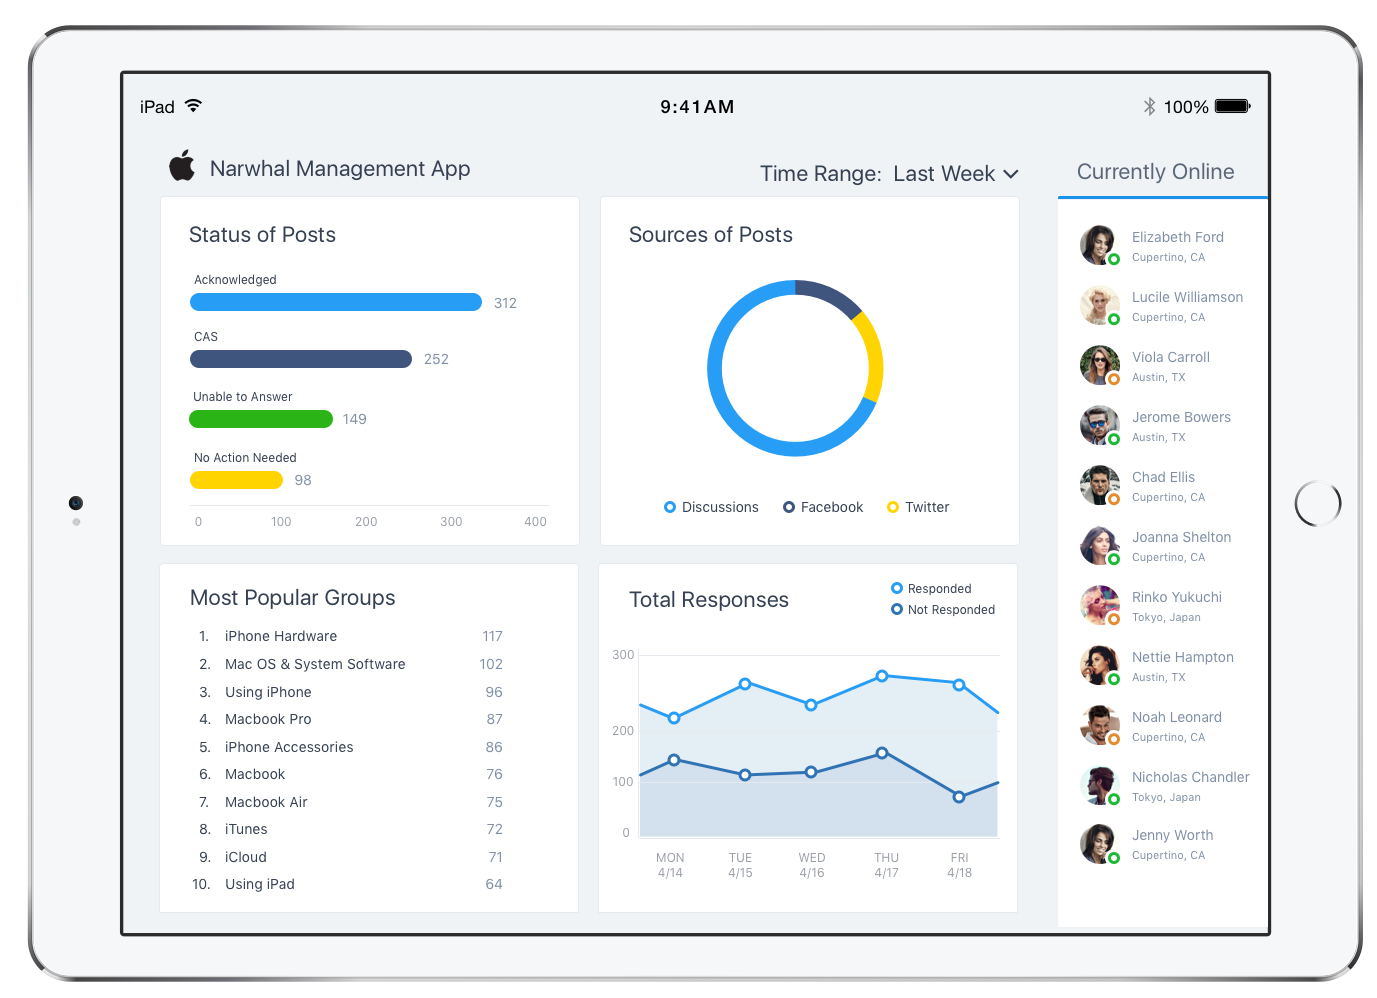 iPad
9:41AM
100%
Narwhal Management App
Time Range: Last Week
Status of Posts
Acknowledged
312
CAS
252
Unable to Answer
149
No Action Needed
98
0 100 200 300 400
Sources of Posts
Discussions Facebook Twitter
Most Popular Groups
1. iPhone Hardware 117
2. Mac OS & System Software 102
3. Using iPhone 96
4. Macbook Pro 87
5. iPhone Accessories 86
6. Macbook 76
7. Macbook Air 75
8. iTunes 72
9. iCloud 71
10. Using iPad 64
Total Responses
Responded
Not Responded
300
200
100
0
MON TUE WED THU FRI
4/14 4/15 4/16 4/17 4/18
Currently Online
Elizabeth Ford
Cupertino, CA
Lucile Williamson
Cupertino, CA
Viola Carroll
Austin, TX
Jerome Bowers
Austin, TX
Chad Ellis
Cupertino, CA
Joanna Shelton
Cupertino, CA
Rinko Yukuchi
Tokyo, Japan
Nettie Hampton
Austin, TX
Noah Leonard
Cupertino, CA
Nicholas Chandler
Tokyo, Japan
Jenny Worth
Cupertino, CA